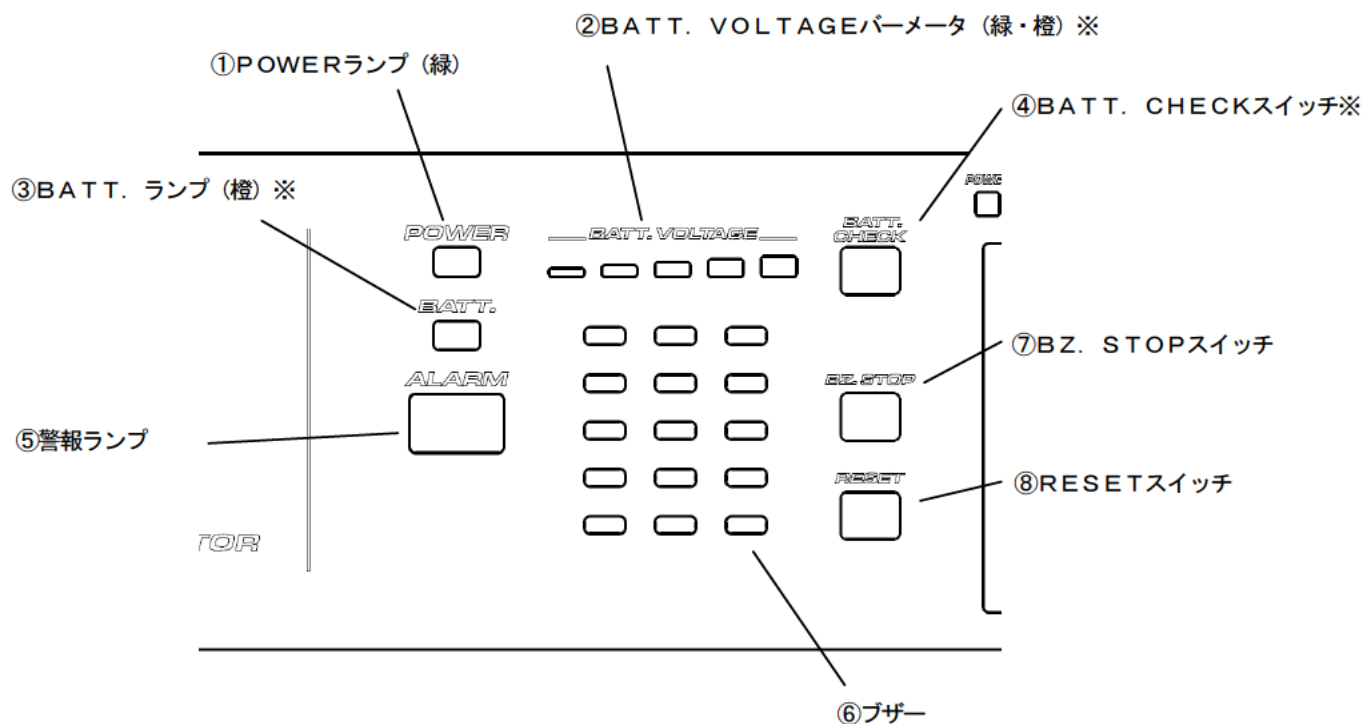 ②BATT. VOLTAGEバーメータ（緑・橙）※
①POWERランプ（緑）
④BATT. CHECKスイッチ※
③BATT. ランプ（橙）※
POWER
BATT. VOLTAGE
BATT.
CHECK
POWE
BATT.
⑦BZ. STOPスイッチ
ALARM
BZ. STOP
⑤警報ランプ
RESET
⑧RESETスイッチ
TOR
⑥ブザー